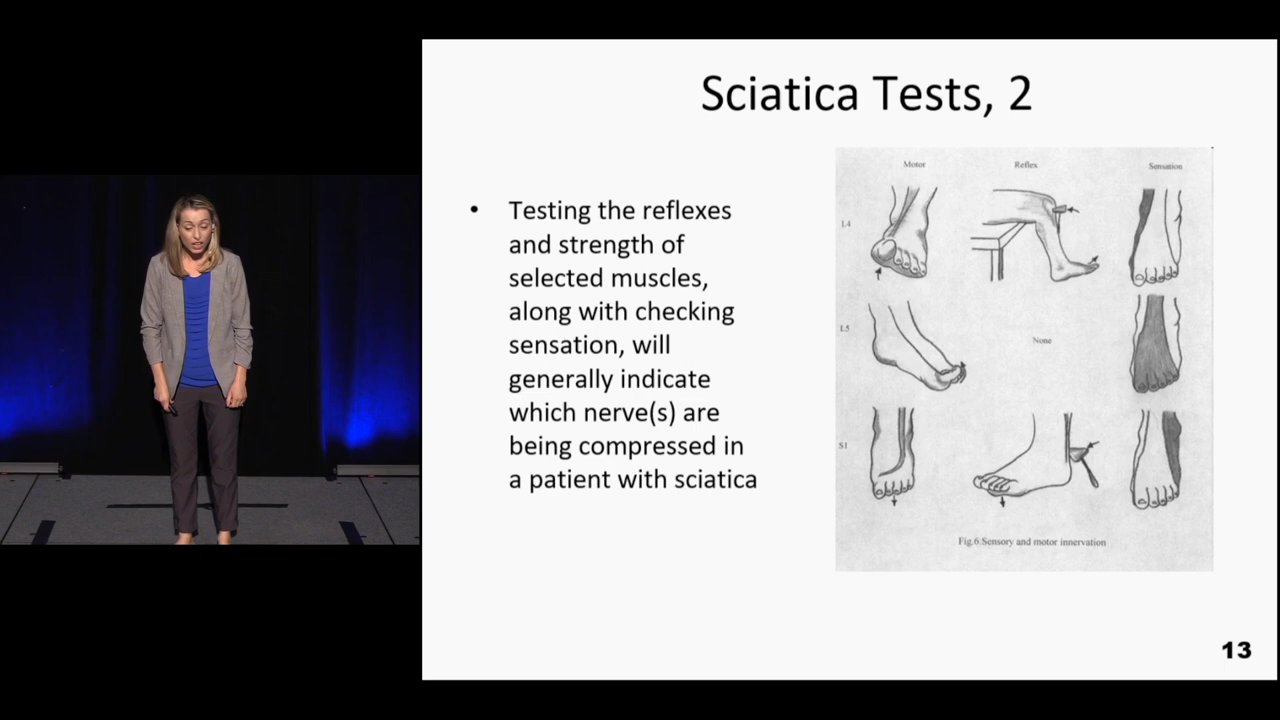 Sciatica Tests, 2
• Testing the reflexes
and strength of
selected muscles,
along with checking
sensation, will
generally indicate
which nerve(s) are
being compressed in
a patient with sciatica
Motor Reflex Sensation
L4
L5
None
S1
Fig.6 Sensory and motor innervation
13